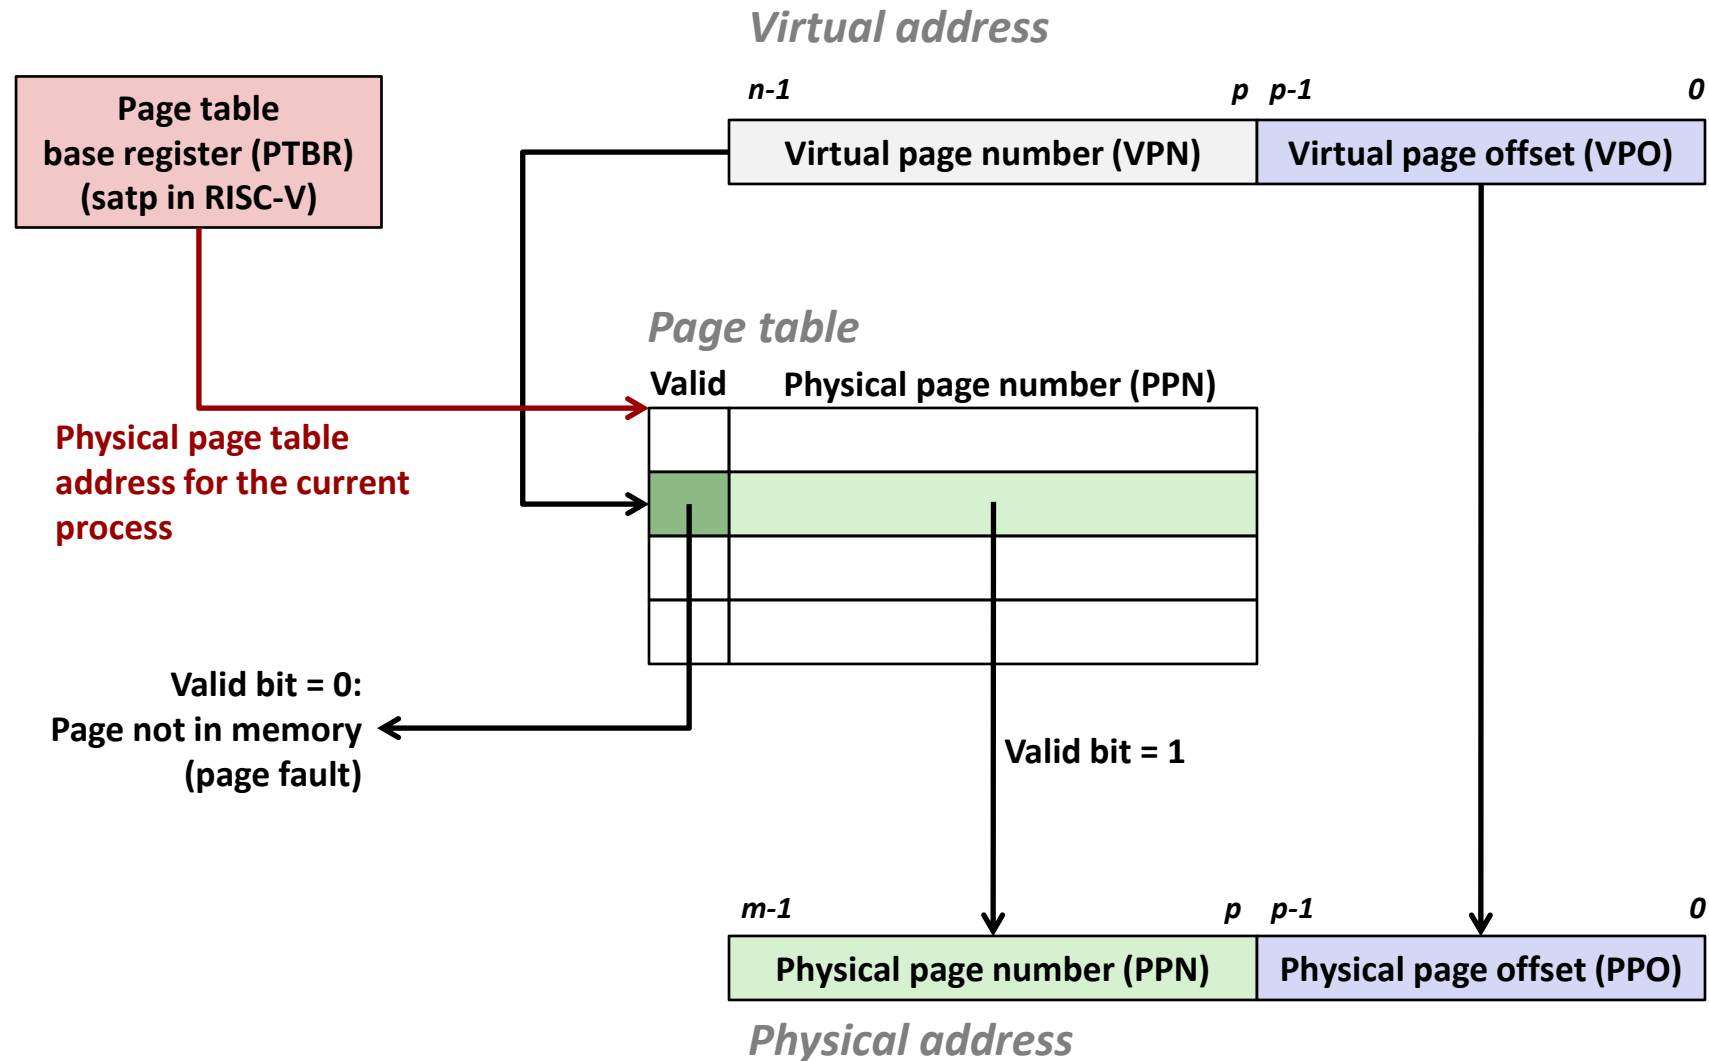 Virtual address
n-1 p p-1 0
Page table
base register (PTBR)
(satp in RISC-V)
Virtual page number (VPN) Virtual page offset (VPO)
Page table
Valid Physical page number (PPN)
Physical page table
address for the current
process
Valid bit = 0:
Page not in memory
(page fault)
Valid bit = 1
m-1 p p-1 0
Physical page number (PPN) Physical page offset (PPO)
Physical address